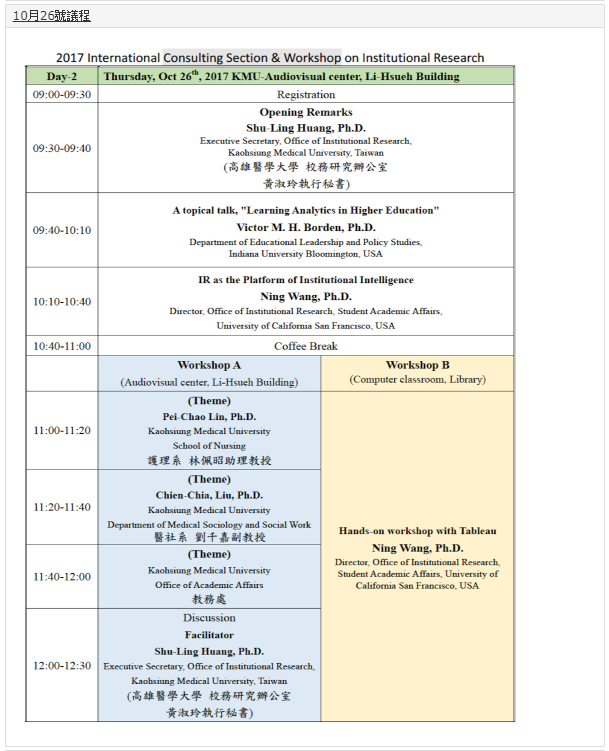 10月26號議程
2017 International Consulting Section & Workshop on Institutional Research
Day-2
Thursday, Oct 26th, 2017 KMU-Audiovisual center, Li-Hsueh Building
09:00-09:30
Registration
09:30-09:40
Opening Remarks
Shu-Ling Huang, Ph.D.
Executive Secretary, Office of Institutional Research,
Kaohsiung Medical University, Taiwan
(高雄醫學大學 校務研究辦公室
黃淑玲執行秘書)
09:40-10:10
A topical talk, "Learning Analytics in Higher Education"
Victor M. H. Borden, Ph.D.
Department of Educational Leadership and Policy Studies,
Indiana University Bloomington, USA
10:10-10:40
IR as the Platform of Institutional Intelligence
Ning Wang, Ph.D.
Director, Office of Institutional Research, Student Academic Affairs,
University of California San Francisco, USA
10:40-11:00
Coffee Break
Workshop A
(Audiovisual center, Li-Hsueh Building)
Workshop B
(Computer classroom, Library)
11:00-11:20
(Theme)
Pei-Chao Lin, Ph.D.
Kaohsiung Medical University
School of Nursing
護理系 林佩昭助理教授
11:20-11:40
(Theme)
Chien-Chia, Liu, Ph.D.
Kaohsiung Medical University
Department of Medical Sociology and Social Work
醫社系 劉千嘉副教授
11:40-12:00
(Theme)
Kaohsiung Medical University
Office of Academic Affairs
教務處
12:00-12:30
Discussion
Facilitator
Shu-Ling Huang, Ph.D.
Executive Secretary, Office of Institutional Research,
Kaohsiung Medical University, Taiwan
(高雄醫學大學 校務研究辦公室
黃淑玲執行秘書)
Hands-on workshop with Tableau
Ning Wang, Ph.D.
Director, Office of Institutional Research,
Student Academic Affairs, University of
California San Francisco, USA